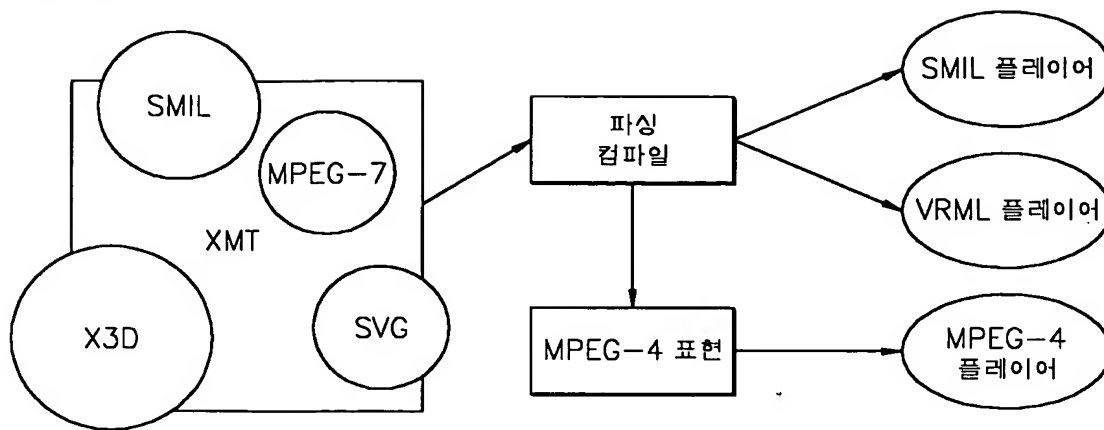 SMIL
MPEG-7
XMT
X3D
SVG
파싱
컴파일
MPEG-4 표현
SMIL 플레이어
VRML 플레이어
MPEG-4
플레이어